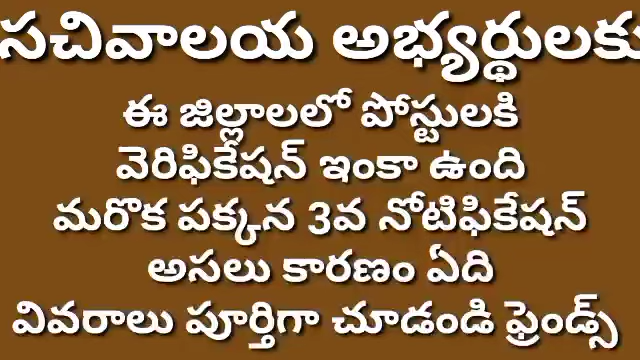 సచివాలయ అభ్యర్థులకు
ఈ జిల్లాలలో పోస్టులకి
వెరిఫికేషన్ ఇంకా ఉంది
మరొక పక్కన 3వ నోటిఫికేషన్
అసలు కారణం ఏది
వివరాలు పూర్తిగా చూడండి ఫ్రెండ్స్